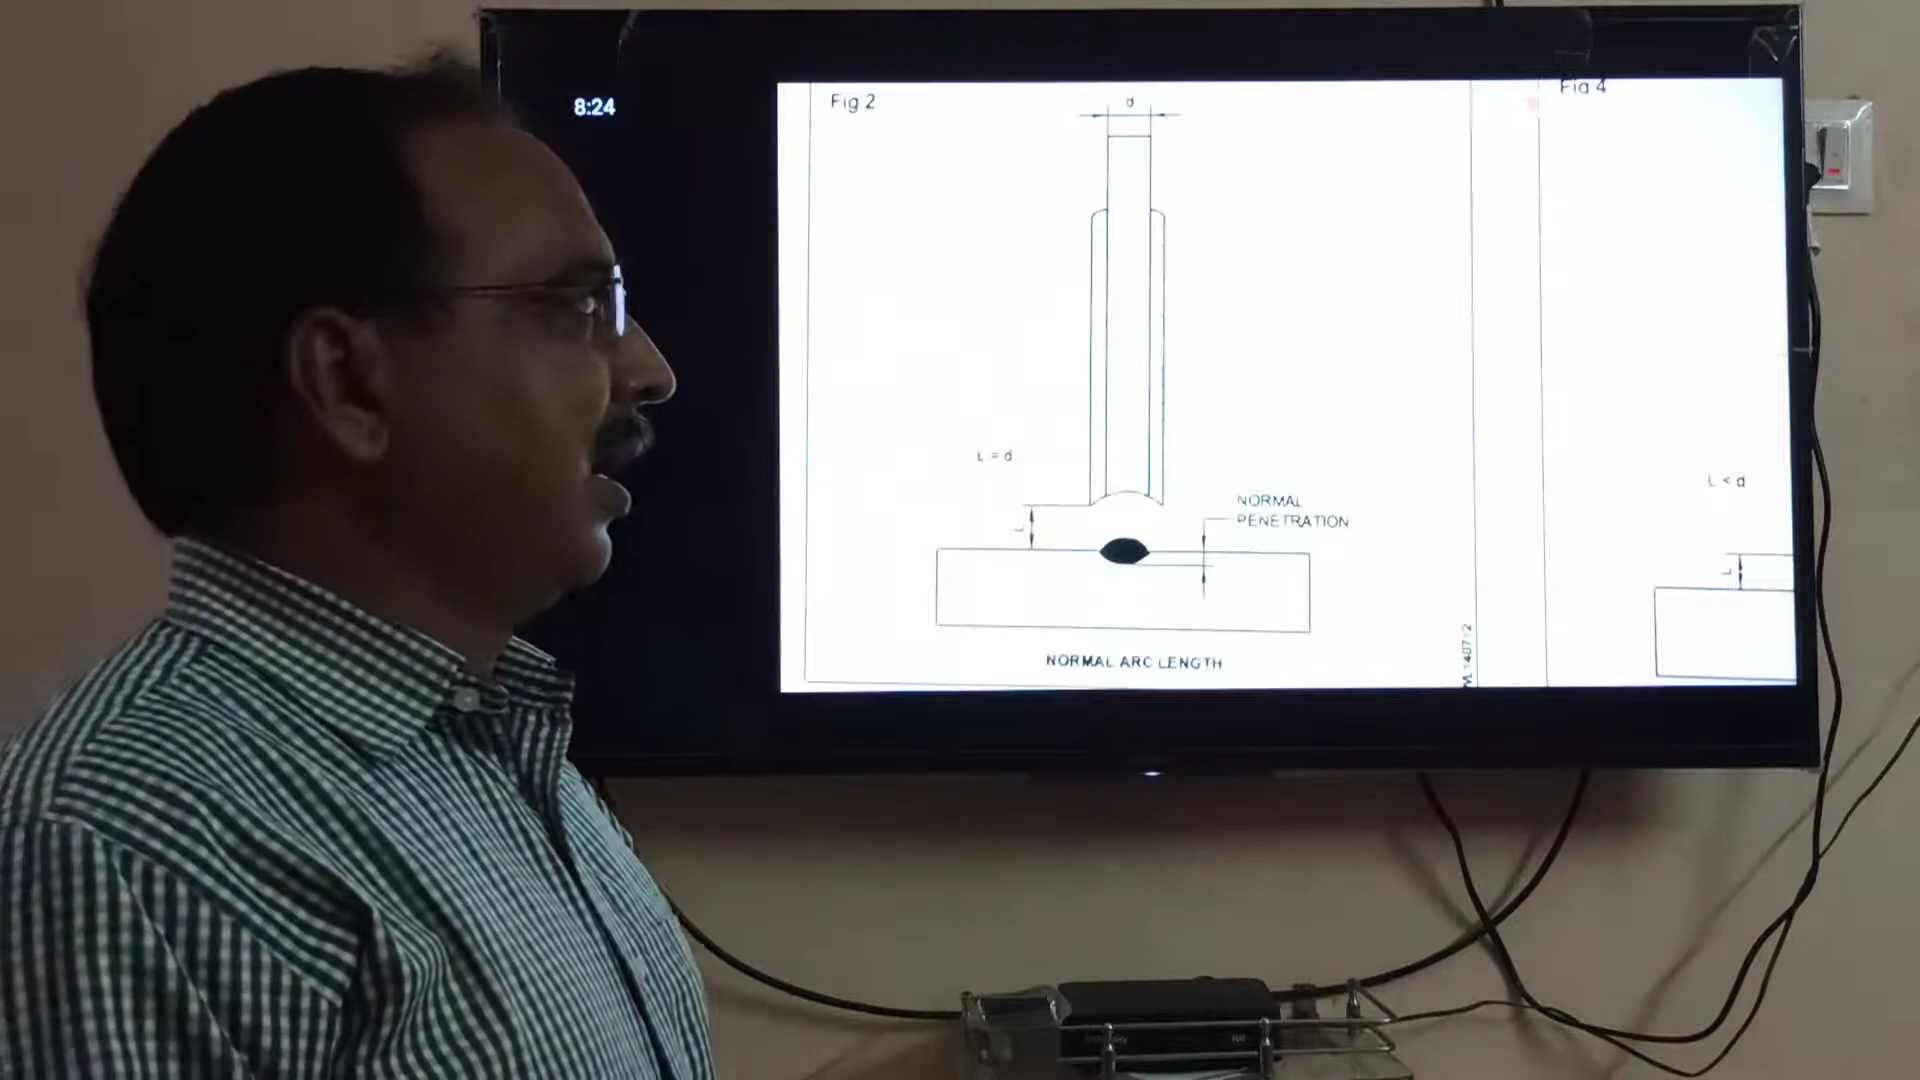 8:24
Fig 2
d
Fig 4
L = d
L < d
NORMAL
PENETRATION
L
L
NORMAL ARC LENGTH